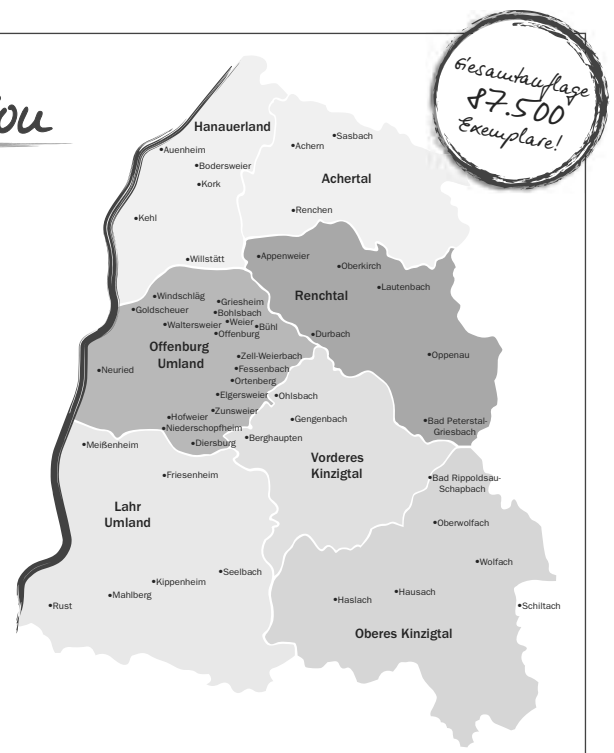 Gesamtauflage
87.500
Exemplare!
Hanauerland
Auenheim
Bodersweier
Kork
Kehl
Willstätt
Sasbach
Achern
Achertal
Renchen
Appenweier
Oberkirch
Lautenbach
Renchtal
Durbach
Oppenau
Bad Peterstal-
Griesbach
Windschläg
Goldscheuer
Griesheim
Bohlsbach
Waltersweier
Weier
Bühl
Offenburg
Offenburg
Umland
Zell-Weierbach
Fessenbach
Ortenberg
Neuried
Elgersweier
Zunsweier
Hofweier
Niederschopfheim
Diersburg
Ohlsbach
Gengenbach
Berghaupten
Vorderes
Kinzigtal
Meißenheim
Friesenheim
Lahr
Umland
Seelbach
Kippenheim
Mahlberg
Rust
Bad Rippoldsau-
Schapbach
Oberwolfach
Wolfach
Hausach
Haslach
Schiltach
Oberes Kinzigtal